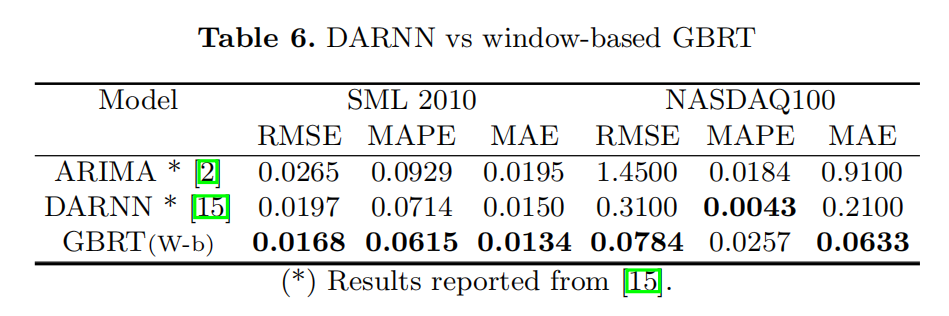 Table 6. DARNN vs window-based GBRT
Model SML 2010 NASDAQ100
RMSE MAPE MAE RMSE MAPE MAE
ARIMA * [2] 0.0265 0.0929 0.0195 1.4500 0.0184 0.9100
DARNN * [15] 0.0197 0.0714 0.0150 0.3100 0.0043 0.2100
GBRT(W-b) 0.0168 0.0615 0.0134 0.0784 0.0257 0.0633
(*) Results reported from [15].